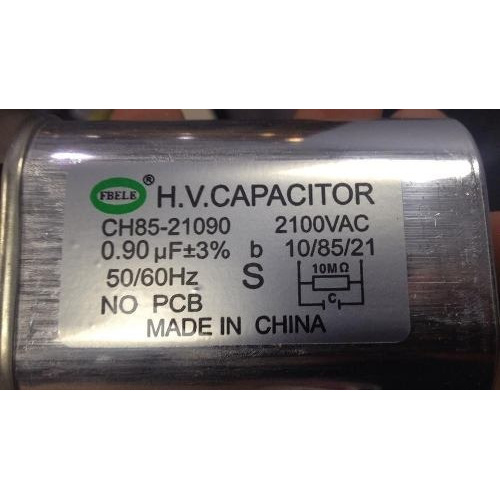 FBELE ® H.V.CAPACITOR
CH85-21090 2100VAC
0.90 µF±3% b 10/85/21
50/60Hz S 10MΩ
NO PCB C
MADE IN CHINA